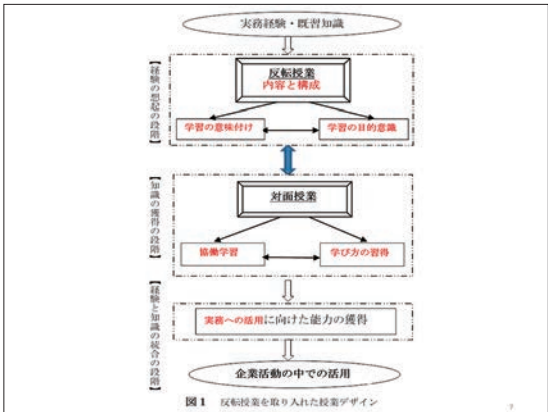 実務経験・既習知識
【経験の想起の段階】
反転授業
内容と構成
学習の意味付け
学習の目的意識
【知識の獲得の段階】
対面授業
協働学習
学び方の習得
【経験と知識の統合の段階】
実務への活用に向けた能力の獲得
企業活動の中での活用
図1 反転授業を取り入れた授業デザイン